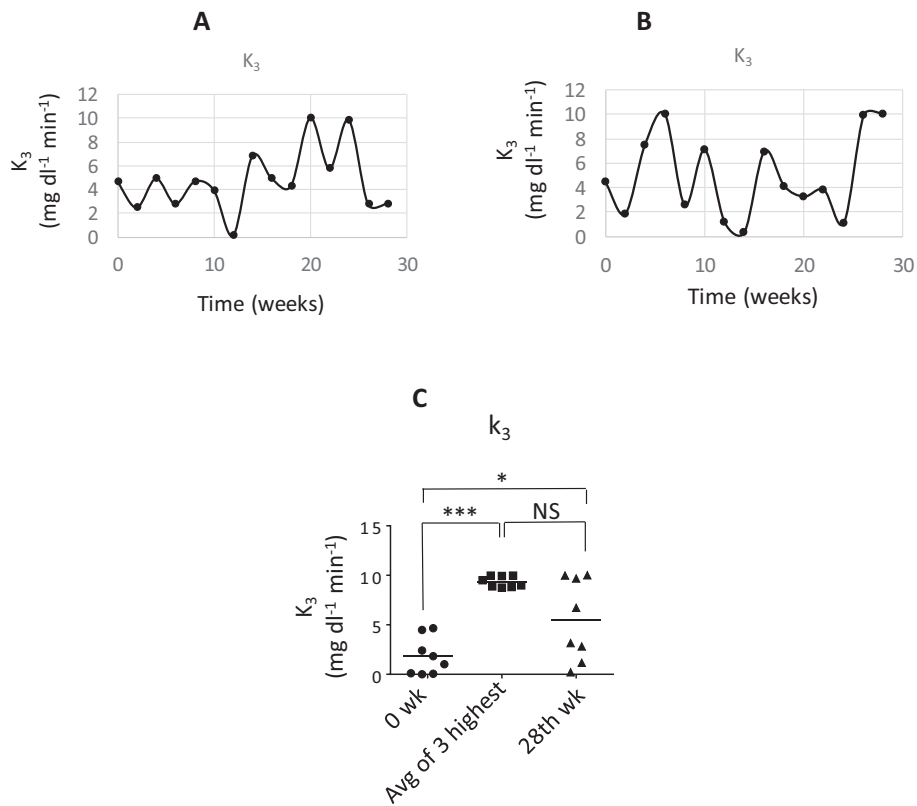 A
K₃
12
10
8
6
4
2
0
K₃
(mg dl⁻¹ min⁻¹)
0 10 20 30
Time (weeks)
B
K₃
12
10
8
6
4
2
0
K₃
(mg dl⁻¹ min⁻¹)
0 10 20 30
Time (weeks)
C
k₃
*
*** NS
15
10
5
0
K₃
(mg dl⁻¹ min⁻¹)
0 wk
Avg of 3 highest
28th wk